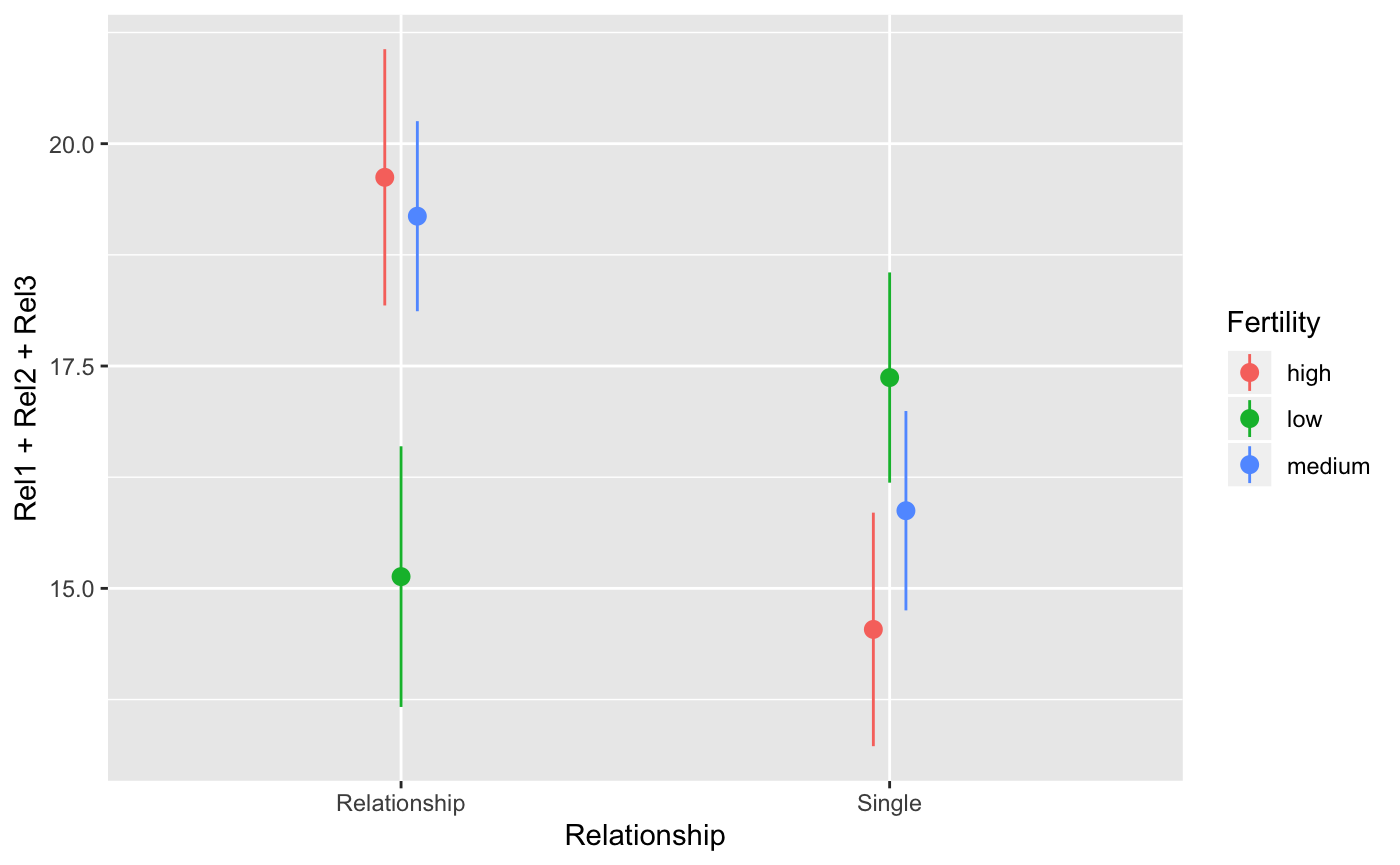 20.0
17.5
15.0
Rel1 + Rel2 + Rel3
Relationship
Single
Relationship
Fertility
high
low
medium